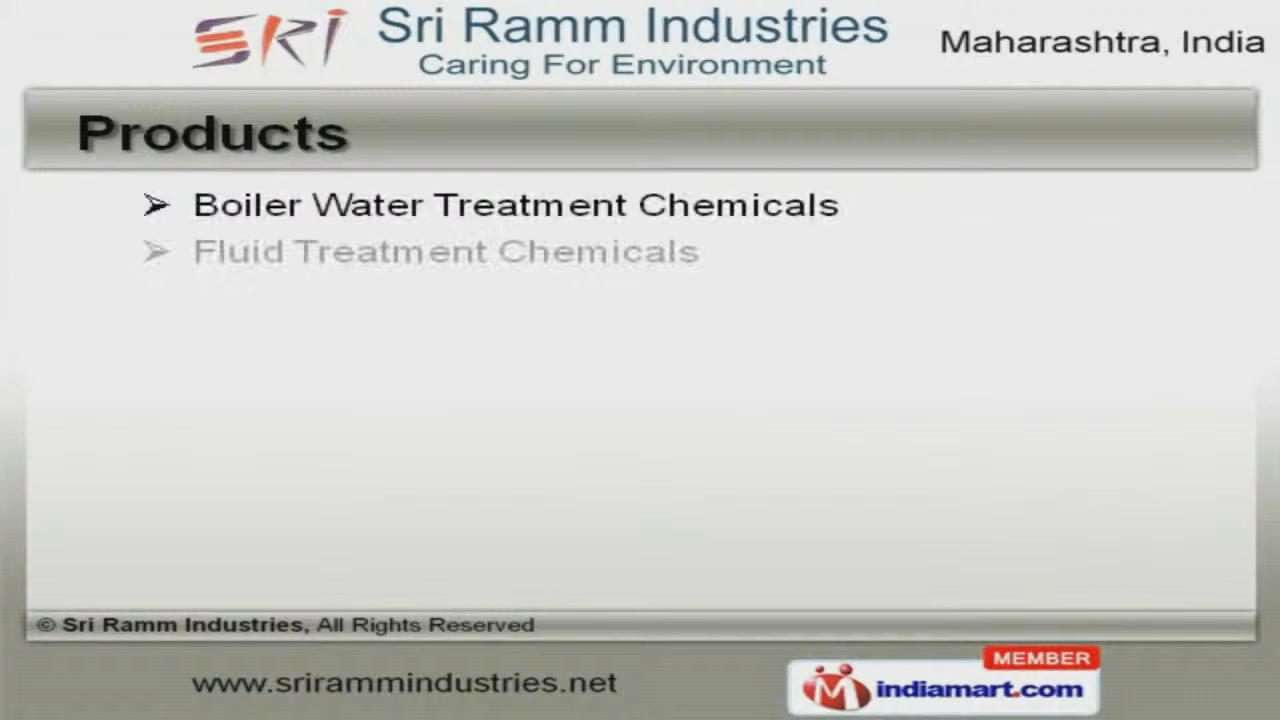 SRI
Sri Ramm Industries
Caring For Environment
Maharashtra, India
Products
➢ Boiler Water Treatment Chemicals
➢ Fluid Treatment Chemicals
© Sri Ramm Industries, All Rights Reserved
www.srirammindustries.net
MEMBER
indiamart.com